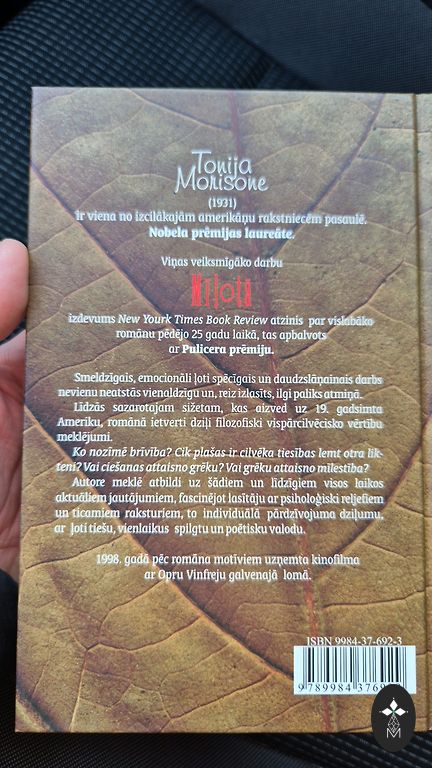 Tonija
Morisone
(1931)
ir viena no izcilākajām amerikāņu rakstniecēm pasaulē.
Nobela prēmijas laureāte.
Viņas veiksmīgāko darbu
Mīļotā
izdevums New Yourk Times Book Review atzinis par vislabāko
romānu pēdējo 25 gadu laikā, tas apbalvots
ar Pulicera prēmiju.
Smeldzīgais, emocionāli ļoti spēcīgais un daudzslāņainais darbs
nevienu neatstās vienaldzīgu un, reiz izlasīts, ilgi paliks atmiņā.
Līdzās sazarotajam sižetam, kas aizved uz 19. gadsimta
Ameriku, romānā ietverti dziļi filozofiski vispārcilvēcisko vērtību
meklējumi.
Ko nozīmē brīvība? Cik plašas ir cilvēka tiesības lemt otra lik-
teni? Vai ciešanas attaisno grēku? Vai grēku attaisno mīlestība?
Autore meklē atbildi uz šādiem un līdzīgiem visos laikos
aktuāliem jautājumiem, fascinējot lasītāju ar psiholoģiski reljefiem
un ticamiem raksturiem, to individuālā pārdzīvojuma dziļumu,
ar ļoti tiešu, vienlaikus spilgtu un poētisku valodu.
1998. gadā pēc romāna motīviem uzņemta kinofilma
ar Opru Vinfreju galvenajā lomā.
ISBN 9984-37-692-3
9 789984 376